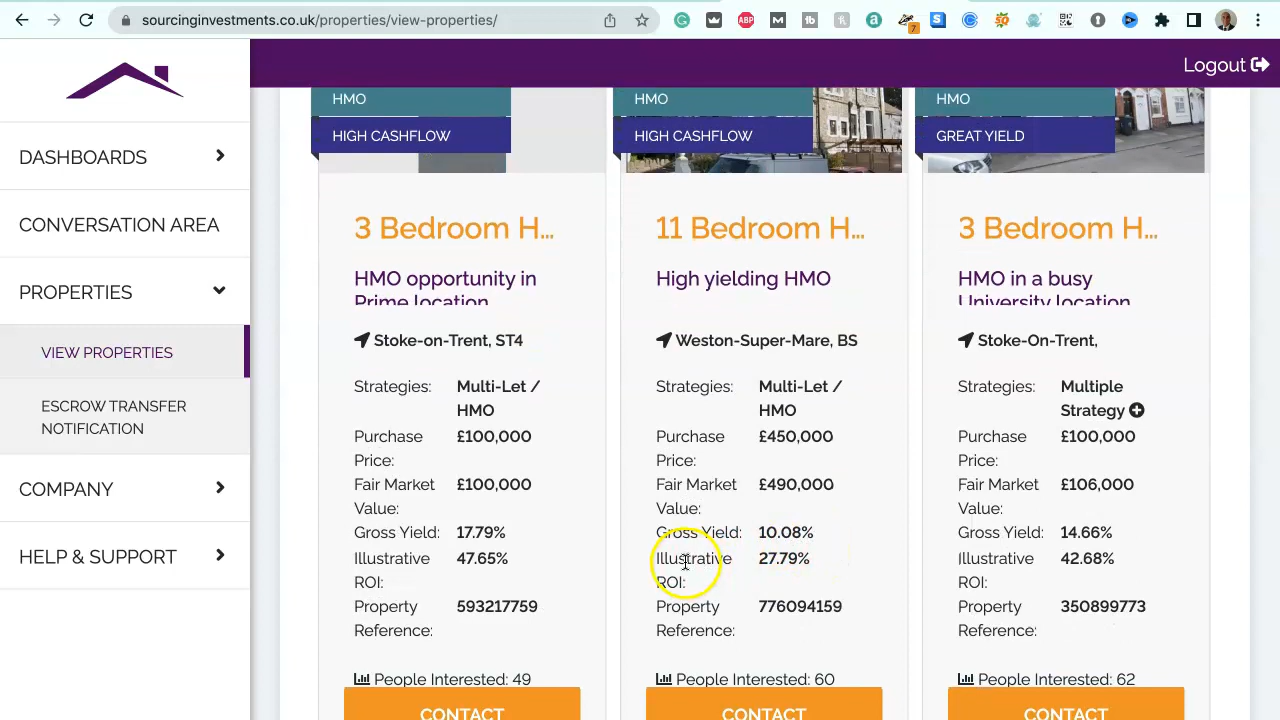 sourcinginvestments.co.uk/properties/view-properties/
ABP
7
Logout
DASHBOARDS
CONVERSATION AREA
PROPERTIES
VIEW PROPERTIES
ESCROW TRANSFER
NOTIFICATION
COMPANY
HELP & SUPPORT
HMO
HIGH CASHFLOW
3 Bedroom H...
HMO opportunity in
Prime location
Stoke-on-Trent, ST4
Strategies: Multi-Let /
HMO
Purchase £100,000
Price:
Fair Market £100,000
Value:
Gross Yield: 17.79%
Illustrative 47.65%
ROI:
Property 593217759
Reference:
People Interested: 49
CONTACT
HMO
HIGH CASHFLOW
11 Bedroom H...
High yielding HMO
Weston-Super-Mare, BS
Strategies: Multi-Let /
HMO
Purchase £450,000
Price:
Fair Market £490,000
Value:
Gross Yield: 10.08%
Illustrative 27.79%
ROI:
Property 776094159
Reference:
People Interested: 60
CONTACT
HMO
GREAT YIELD
3 Bedroom H...
HMO in a busy
University location
Stoke-On-Trent,
Strategies: Multiple
Strategy
Purchase £100,000
Price:
Fair Market £106,000
Value:
Gross Yield: 14.66%
Illustrative 42.68%
ROI:
Property 350899773
Reference:
People Interested: 62
CONTACT